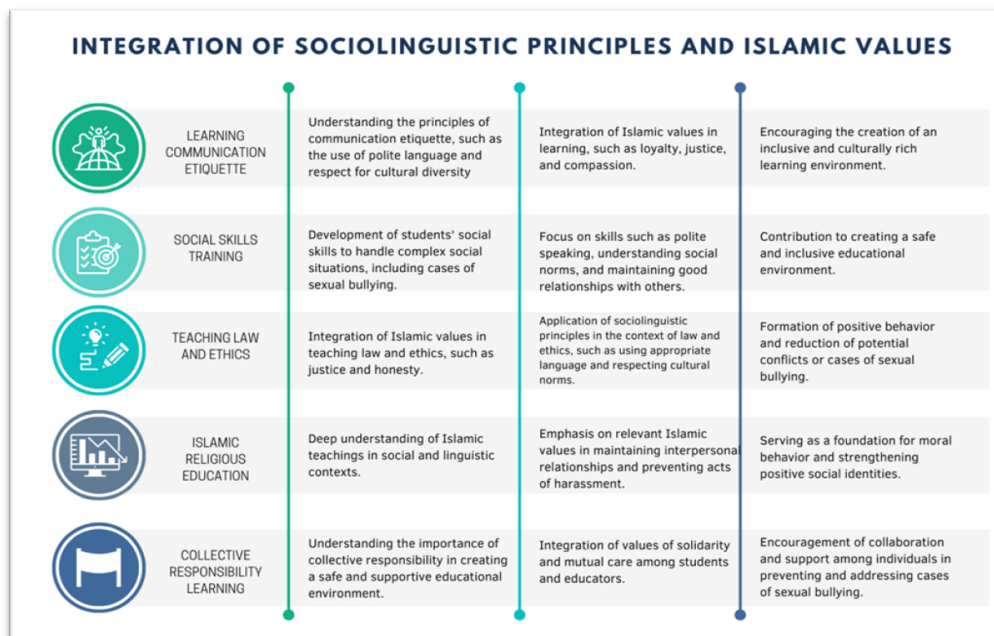 INTEGRATION OF SOCIOLINGUISTIC PRINCIPLES AND ISLAMIC VALUES
LEARNING
COMMUNICATION
ETIQUETTE
Understanding the principles of
communication etiquette, such as
the use of polite language and
respect for cultural diversity
Integration of Islamic values in
learning, such as loyalty, justice,
and compassion.
Encouraging the creation of an
inclusive and culturally rich
learning environment.
SOCIAL SKILLS
TRAINING
Development of students' social
skills to handle complex social
situations, including cases of
sexual bullying.
Focus on skills such as polite
speaking, understanding social
norms, and maintaining good
relationships with others.
Contribution to creating a safe
and inclusive educational
environment.
TEACHING LAW
AND ETHICS
Integration of Islamic values in
teaching law and ethics, such as
justice and honesty.
Application of sociolinguistic
principles in the context of law and
ethics, such as using appropriate
language and respecting cultural
norms.
Formation of positive behavior
and reduction of potential
conflicts or cases of sexual
bullying.
ISLAMIC
RELIGIOUS
EDUCATION
Deep understanding of Islamic
teachings in social and linguistic
contexts.
Emphasis on relevant Islamic
values in maintaining interpersonal
relationships and preventing acts
of harassment.
Serving as a foundation for moral
behavior and strengthening
positive social identities.
COLLECTIVE
RESPONSIBILITY
LEARNING
Understanding the importance of
collective responsibility in creating
a safe and supportive educational
environment.
Integration of values of solidarity
and mutual care among students
and educators.
Encouragement of collaboration
and support among individuals in
preventing and addressing cases
of sexual bullying.